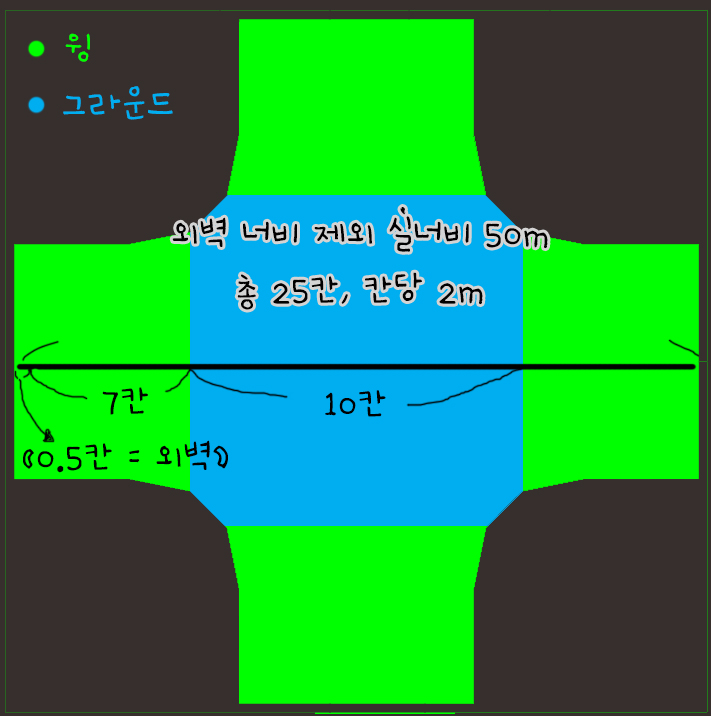 윙
그라운드
외벽 너비 제외 실너비 50m
총 25칸, 칸당 2m
7칸
10칸
(0.5칸 = 외벽)